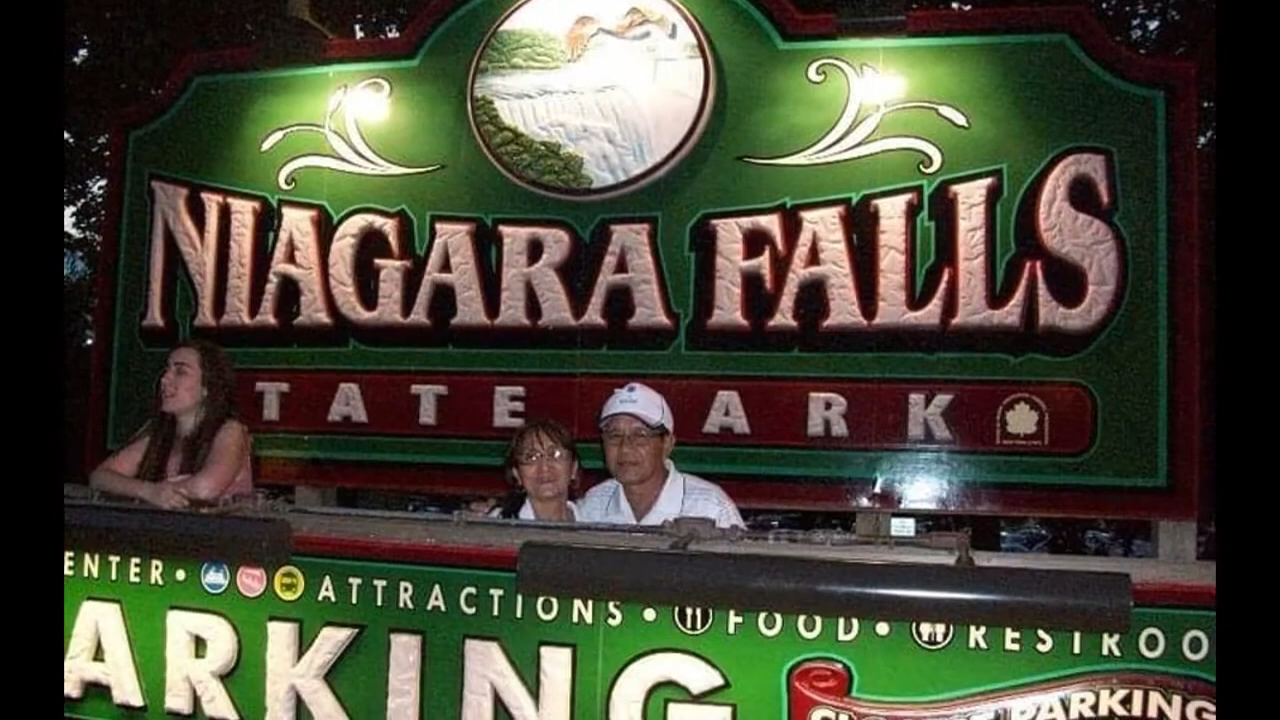 NIAGARA FALLS
TATE ARK
ENTER • ATTRACTIONS • FOOD • RESTROO
ARKING
PARKING